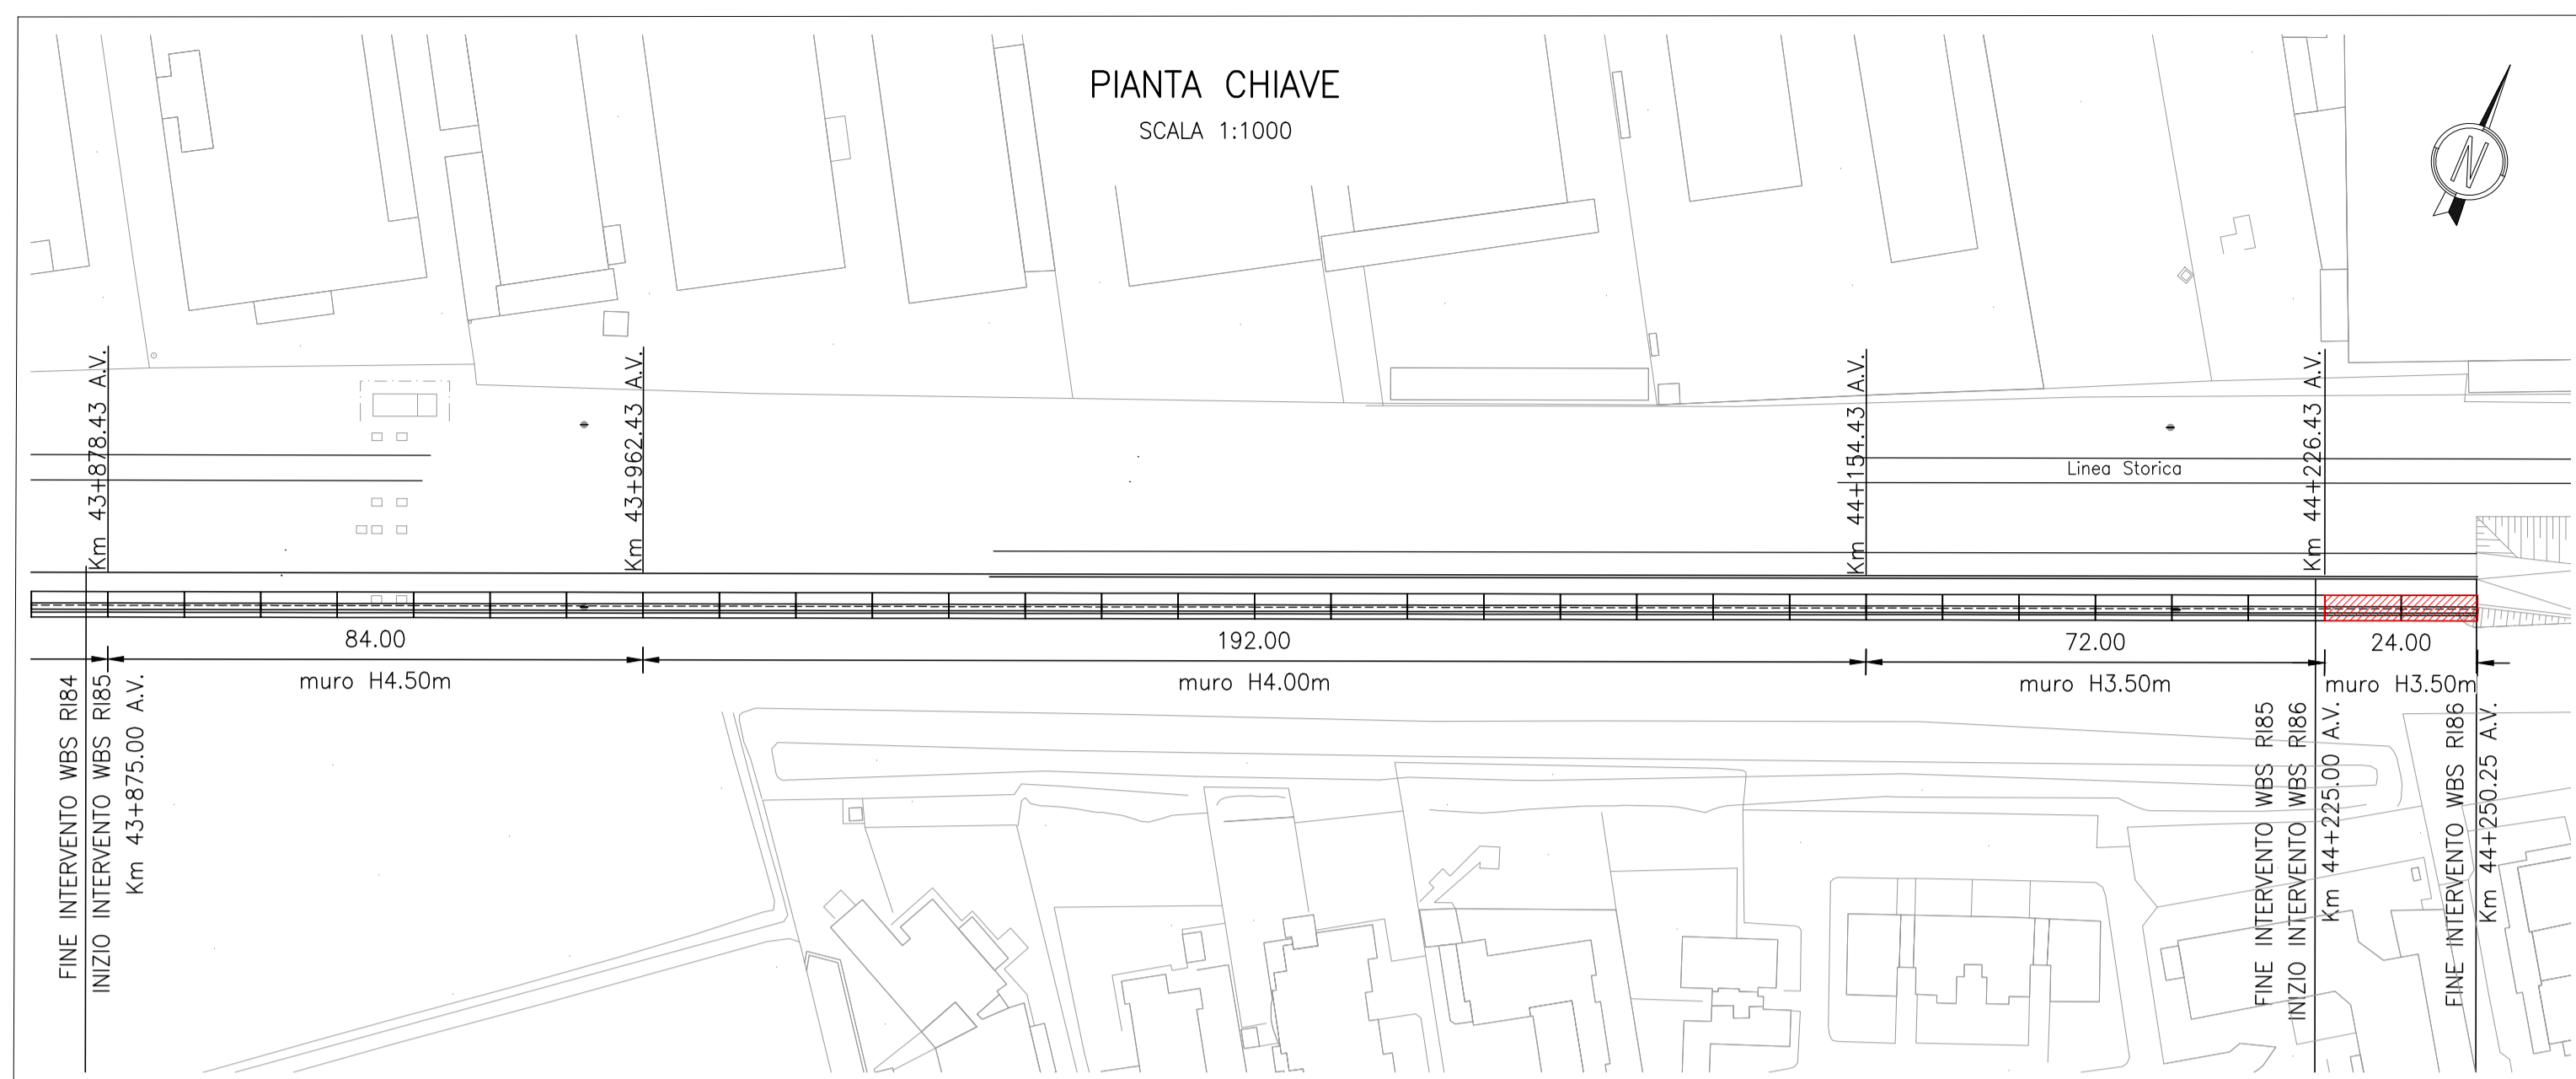 PIANTA CHIAVE
SCALA 1:1000
N
Km 43+878.43 A.V.
Km 43+962.43 A.V.
Km 44+154.43 A.V.
Km 44+226.43 A.V.
Linea Storica
84.00
192.00
72.00
24.00
muro H4.50m
muro H4.00m
muro H3.50m
muro H3.50m
FINE INTERVENTO WBS RI84
INIZIO INTERVENTO WBS RI85
Km 43+875.00 A.V.
FINE INTERVENTO WBS RI85
INIZIO INTERVENTO WBS RI86
Km 44+225.00 A.V.
FINE INTERVENTO WBS RI86
Km 44+250.25 A.V.